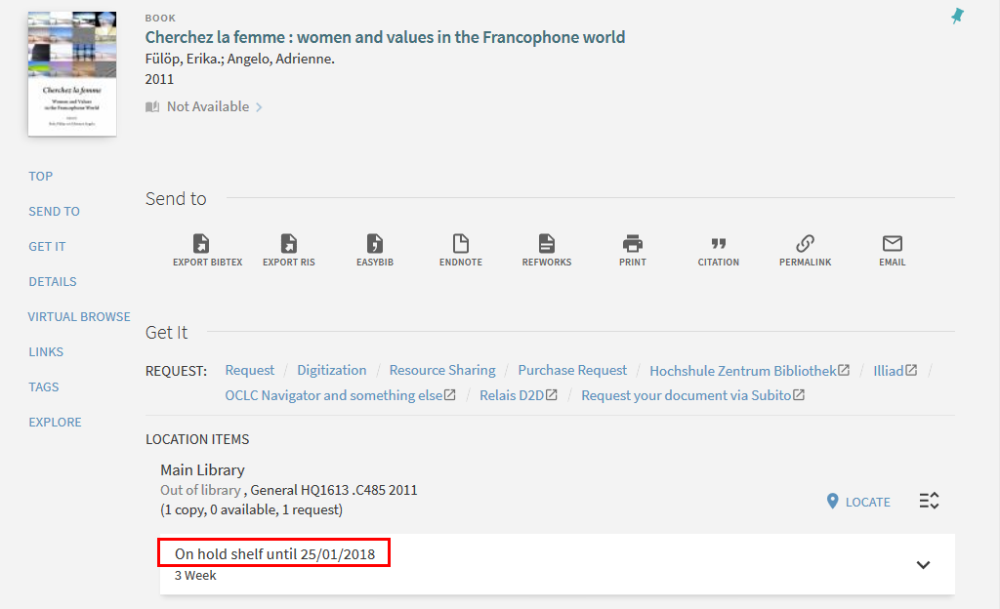 Cherchez la femme
Women and Values
in the Francophone World
BOOK
Cherchez la femme : women and values in the Francophone world
Fülöp, Erika.; Angelo, Adrienne.
2011
Not Available
TOP
SEND TO
GET IT
DETAILS
VIRTUAL BROWSE
LINKS
TAGS
EXPLORE
Send to
EXPORT BIBTEX
EXPORT RIS
EASYBIB
ENDNOTE
REFWORKS
PRINT
CITATION
PERMALINK
EMAIL
Get It
REQUEST: Request / Digitization / Resource Sharing / Purchase Request / Hochshule Zentrum Bibliothek / Illiad /
OCLC Navigator and something else / Relais D2D / Request your document via Subito
LOCATION ITEMS
Main Library
Out of library , General HQ1613 .C485 2011
(1 copy, 0 available, 1 request)
LOCATE
On hold shelf until 25/01/2018
3 Week